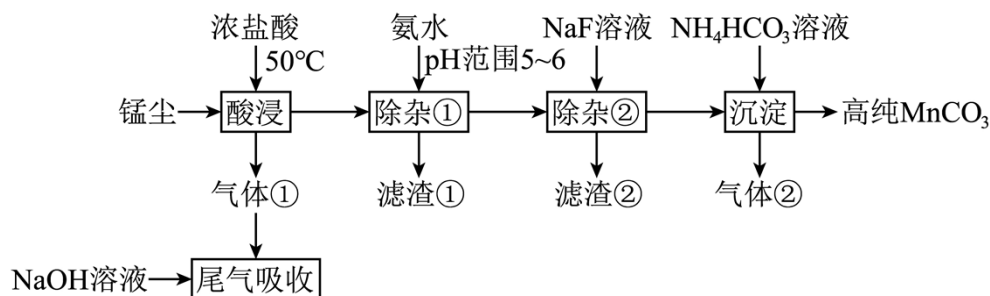 浓盐酸 氨水 NaF溶液 NH₄HCO₃溶液
50℃ pH范围5~6
锰尘 酸浸 除杂① 除杂② 沉淀 高纯MnCO₃
气体① 滤渣① 滤渣② 气体②
NaOH溶液 尾气吸收